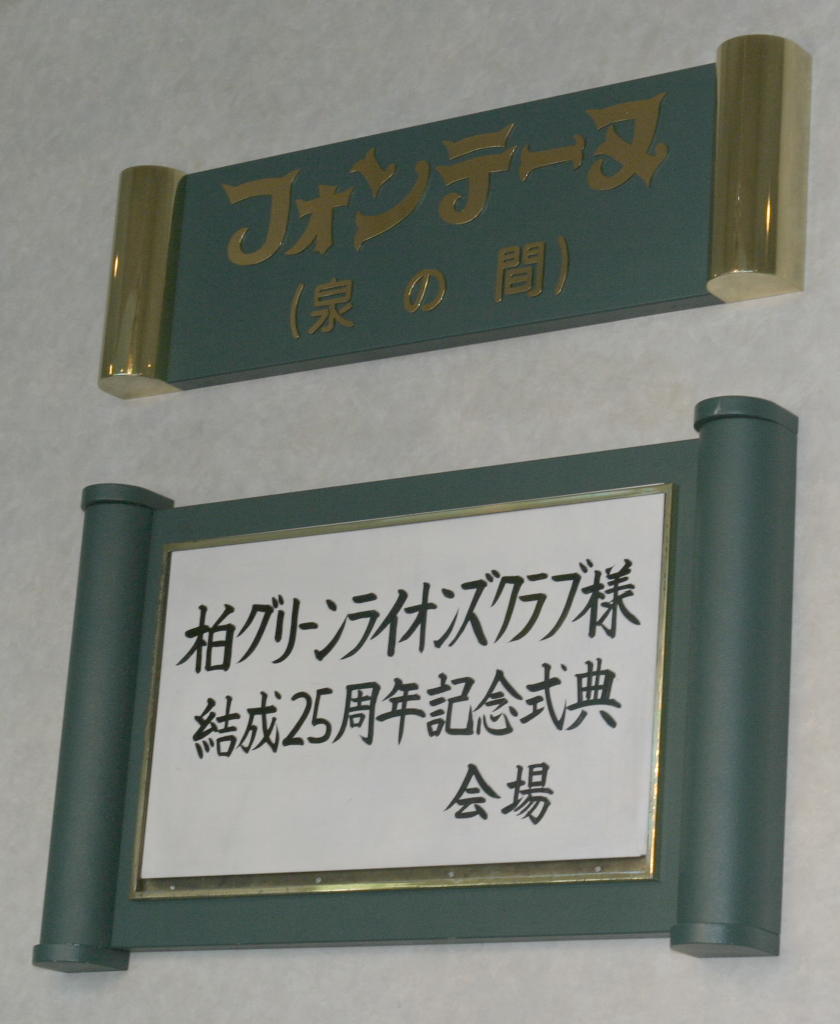 フォンテーヌ
(泉の間)
柏グリーンライオンズクラブ様
結成25周年記念式典
会場